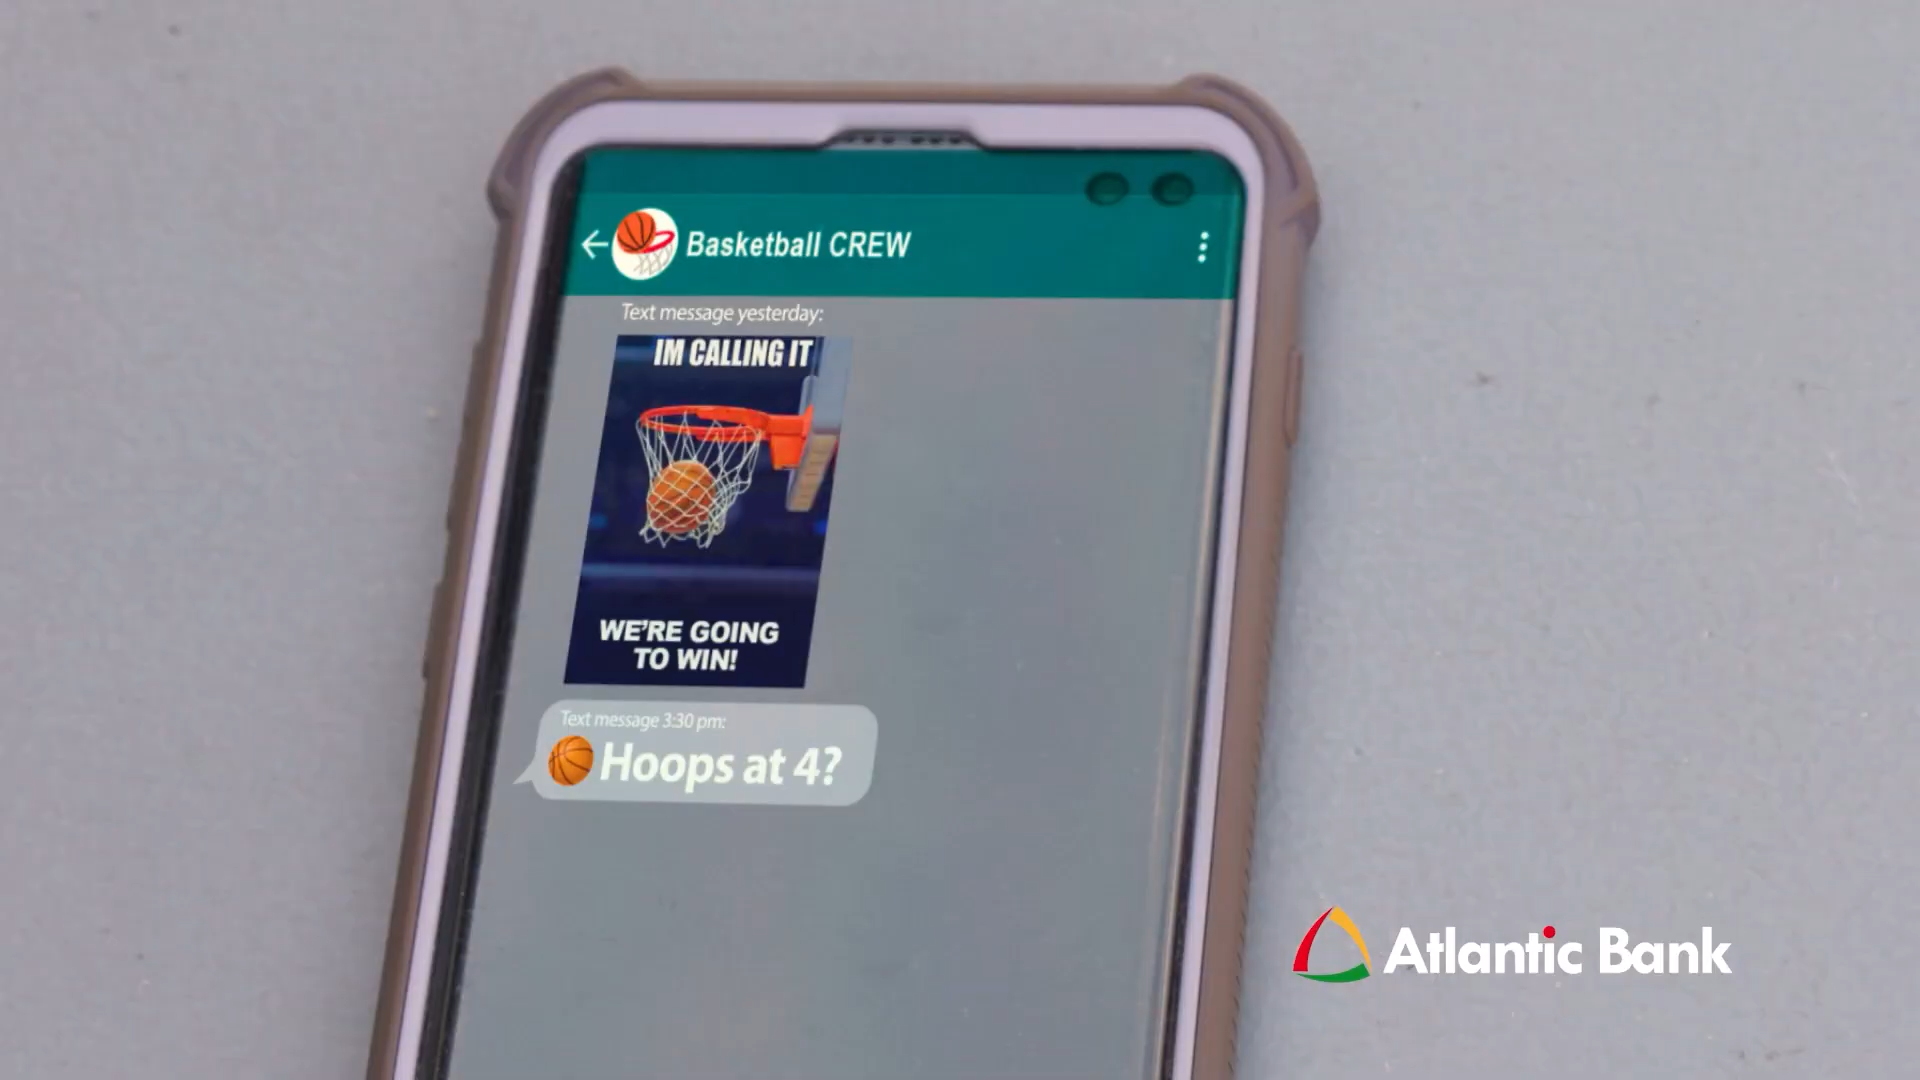 Basketball CREW
Text message yesterday:
IM CALLING IT
WE'RE GOING
TO WIN!
Text message 3:30 pm:
Hoops at 4?
Atlantic Bank